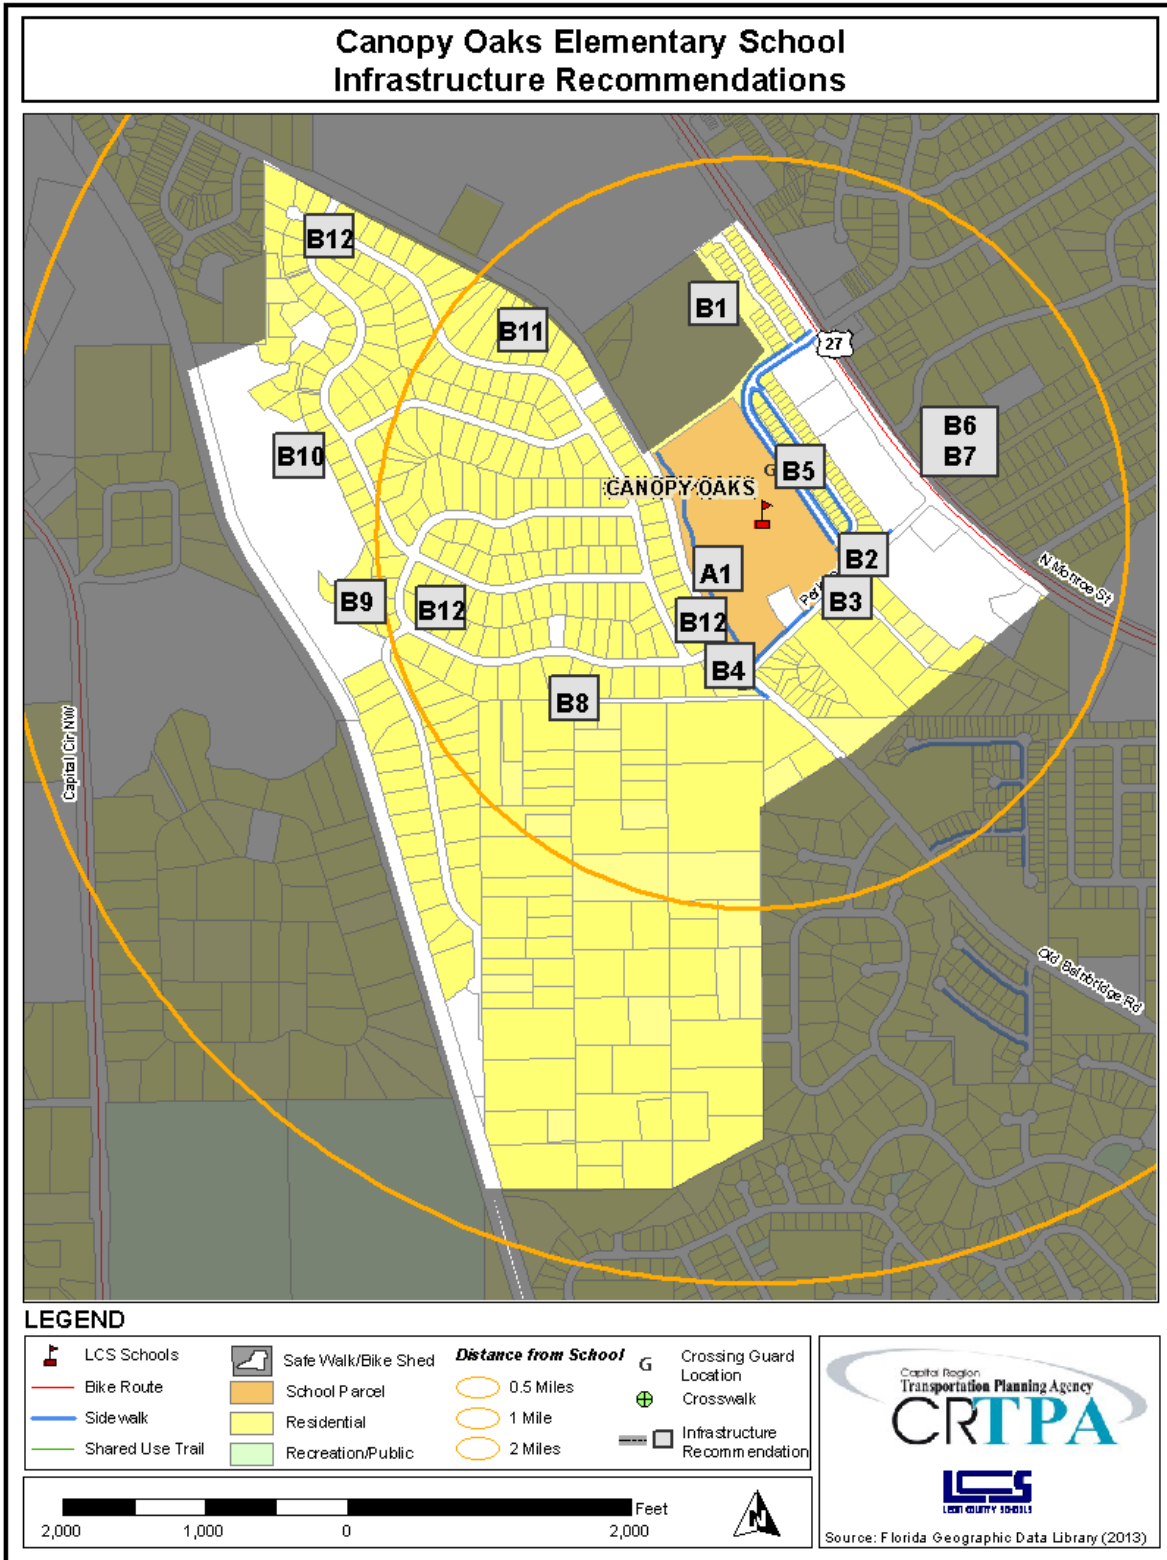 Canopy Oaks Elementary School
Infrastructure Recommendations
B12
B11
B1
27
B6
B7
B10
B5
G
CANOPY OAKS
B2
A1
B3
B9
B12
B12
B4
B8
N Monroe St
Capital Cir NW
Old Bainbridge Rd
LEGEND
LCS Schools
Bike Route
Sidewalk
Shared Use Trail
Safe Walk/Bike Shed
School Parcel
Residential
Recreation/Public
Distance from School
0.5 Miles
1 Mile
2 Miles
G
Crossing Guard
Location
Crosswalk
Infrastructure
Recommendation
Feet
2,000
1,000
0
2,000
N
Capital Region
Transportation Planning Agency
CRTPA
LCS
LEON COUNTY SCHOOLS
Source: Florida Geographic Data Library (2013)